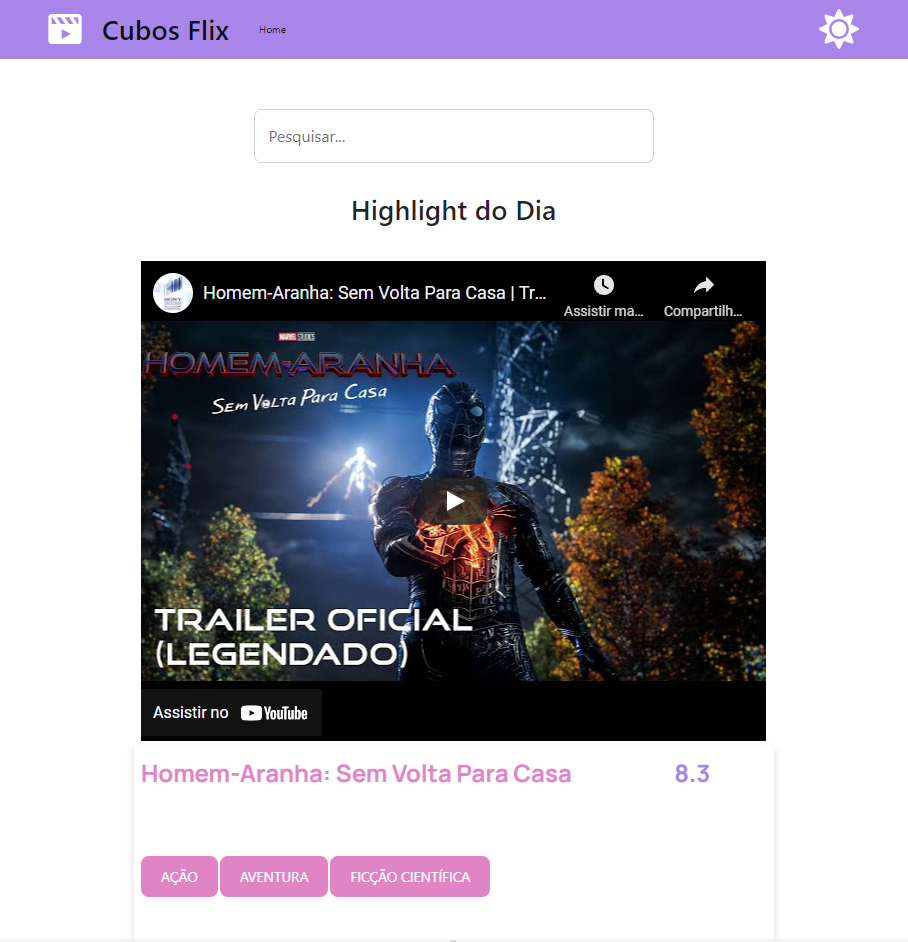 Cubos Flix
Home
Pesquisar...
Highlight do Dia
Homem-Aranha: Sem Volta Para Casa | Tr...
Assistir ma...
Compartilh...
MARVEL STUDIOS
HOMEM-ARANHA
SEM VOLTA PARA CASA
TRAILER OFICIAL
(LEGENDADO)
Assistir no YouTube
Homem-Aranha: Sem Volta Para Casa
8.3
AÇÃO
AVENTURA
FICÇÃO CIENTÍFICA